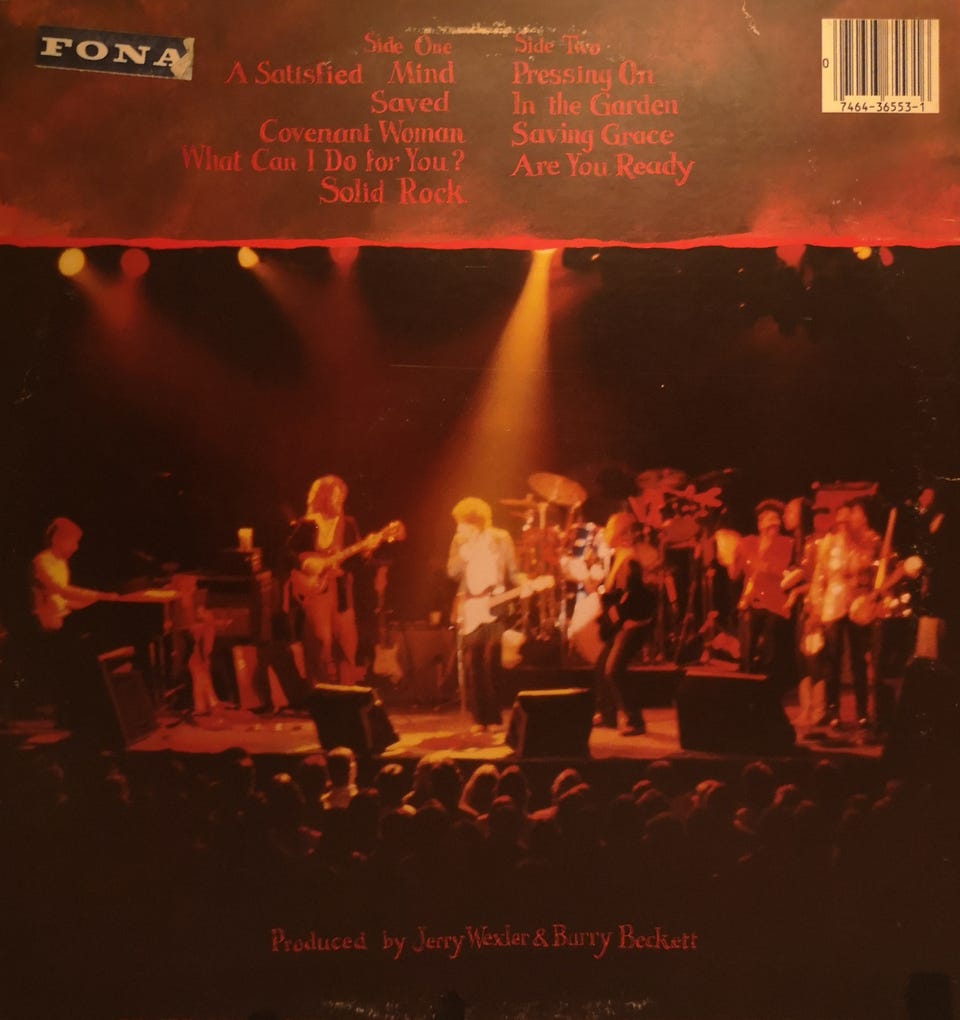 FONA
Side One
A Satisfied Mind
Saved
Covenant Woman
What Can I Do for You?
Solid Rock
Side Two
Pressing On
In the Garden
Saving Grace
Are You Ready
0
7464-36553-1
Produced by Jerry Wexler & Barry Beckett